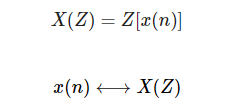 X(Z) = Z[x(n)]
x(n) ⟷ X(Z)